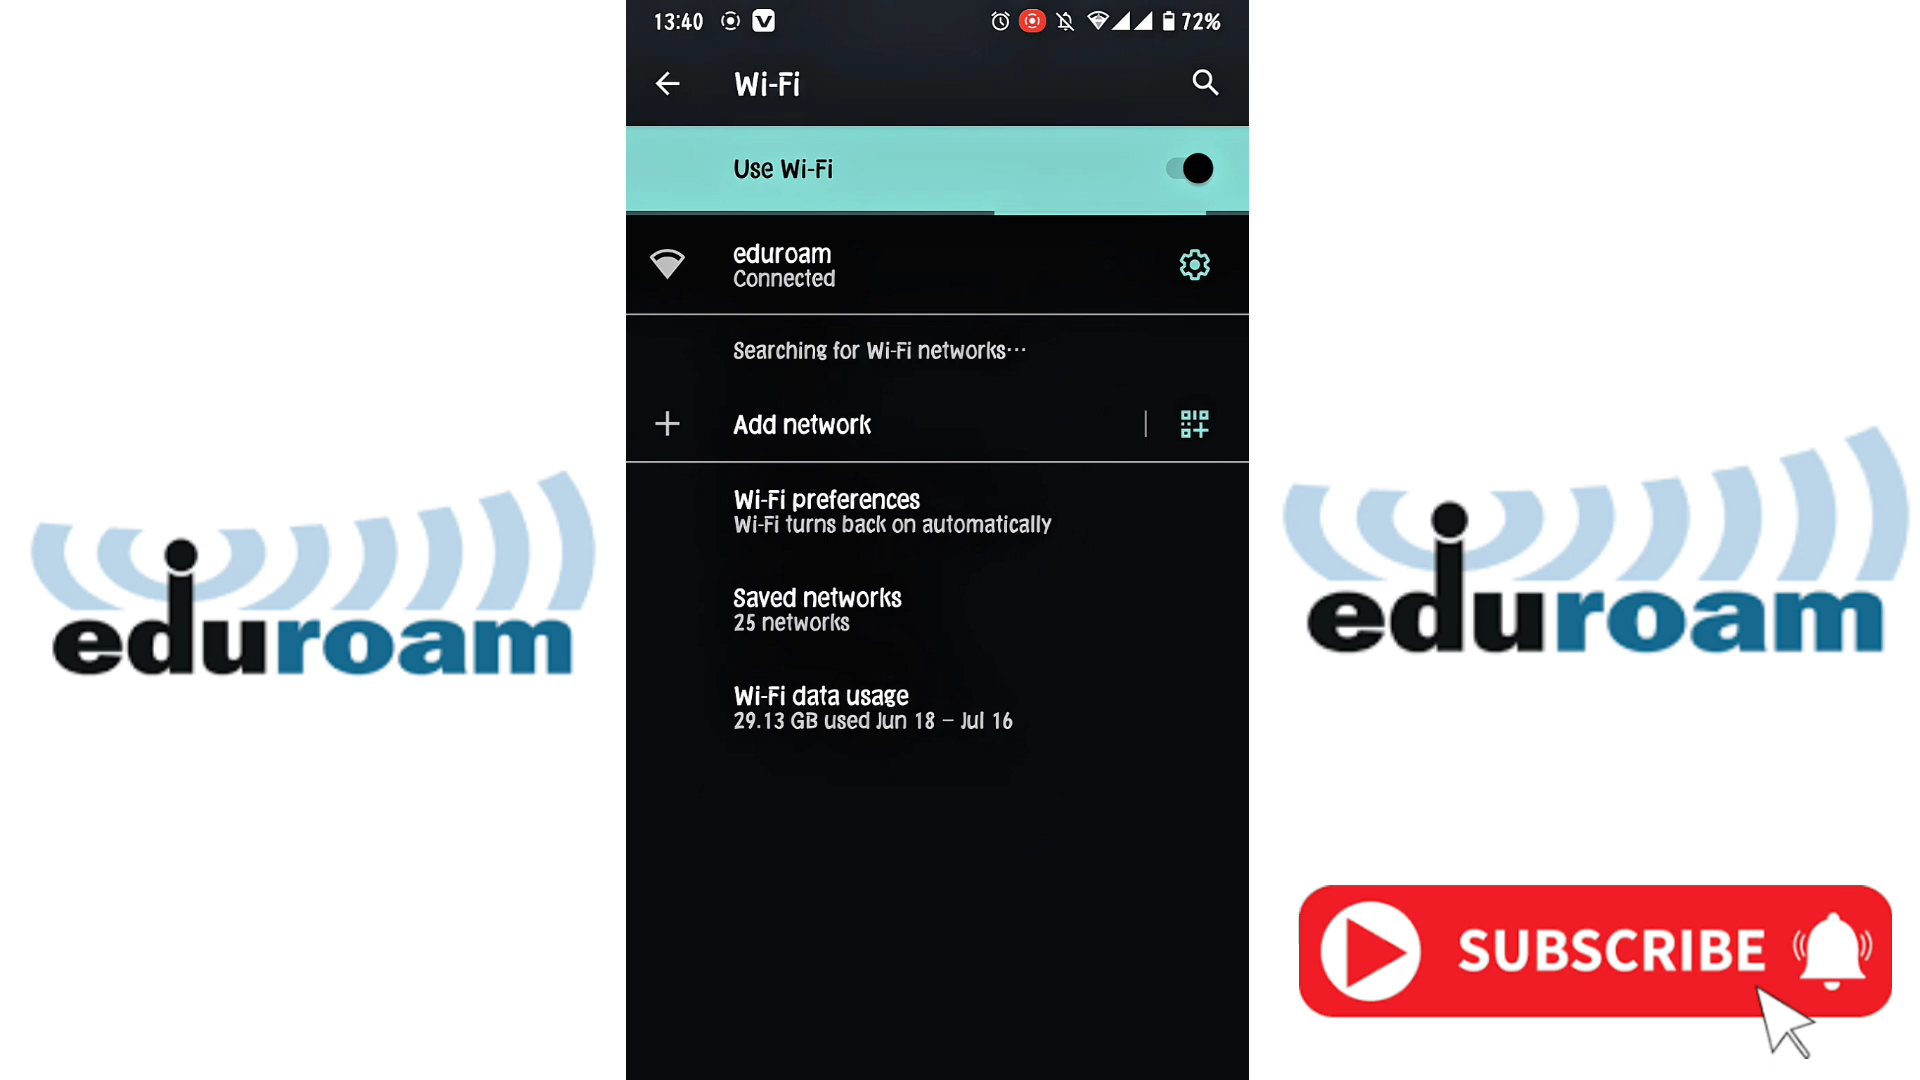 13:40
72%
Wi-Fi
Use Wi-Fi
eduroam
Connected
Searching for Wi-Fi networks…
Add network
Wi-Fi preferences
Wi-Fi turns back on automatically
Saved networks
25 networks
Wi-Fi data usage
29.13 GB used Jun 18 – Jul 16
eduroam
eduroam
SUBSCRIBE